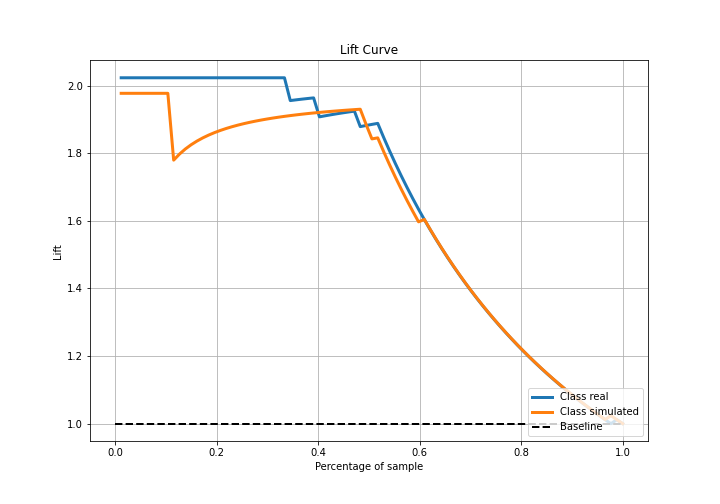 Lift Curve
Lift
2.0
1.8
1.6
1.4
1.2
1.0
0.0
0.2
0.4
0.6
0.8
1.0
Percentage of sample
Class real
Class simulated
Baseline